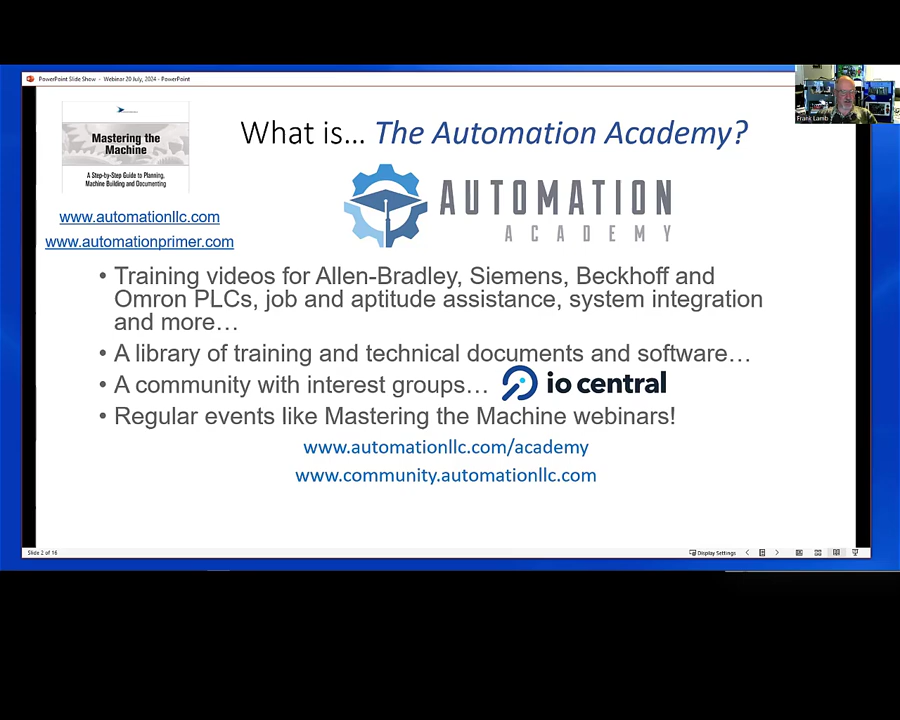 PowerPoint Slide Show - Webinar 20 July, 2024 - PowerPoint
Frank Lamb
Mastering the
Machine
A Step-by-Step Guide to Planning,
Machine Building and Documenting
What is... The Automation Academy?
AUTOMATION
ACADEMY
www.automationllc.com
www.automationprimer.com
• Training videos for Allen-Bradley, Siemens, Beckhoff and
Omron PLCs, job and aptitude assistance, system integration
and more…
• A library of training and technical documents and software…
• A community with interest groups…
io central
• Regular events like Mastering the Machine webinars!
www.automationllc.com/academy
www.community.automationllc.com
Slide 2 of 16
Display Settings